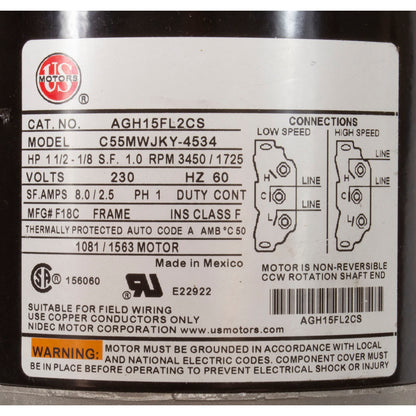 US
MOTORS
®
CAT. NO. AGH15FL2CS
MODEL C55MWJKY-4534
HP 1 1/2 - 1/8 S.F. 1.0 RPM 3450 / 1725
VOLTS 230 HZ 60
SF. AMPS 8.0 / 2.5 PH 1 DUTY CONT
MFG# F18C FRAME INS CLASS F
THERMALLY PROTECTED AUTO CODE A AMB °C 50
1081 / 1563 MOTOR
Made in Mexico
156060
E22922
SUITABLE FOR FIELD WIRING
USE COPPER CONDUCTORS ONLY
NIDEC MOTOR CORPORATION www.usmotors.com
CONNECTIONS
LOW SPEED HIGH SPEED
LINE LINE
H H
C C
L L
LINE LINE
MOTOR IS NON-REVERSIBLE
CCW ROTATION SHAFT END
AGH15FL2CS
WARNING: MOTOR MUST BE GROUNDED IN ACCORDANCE WITH LOCAL
AND NATIONAL ELECTRIC CODES. COMPONENT COVER MUST
BE IN PLACE BEFORE OPERATING TO PREVENT ELECTRICAL SHOCK OR INJURY